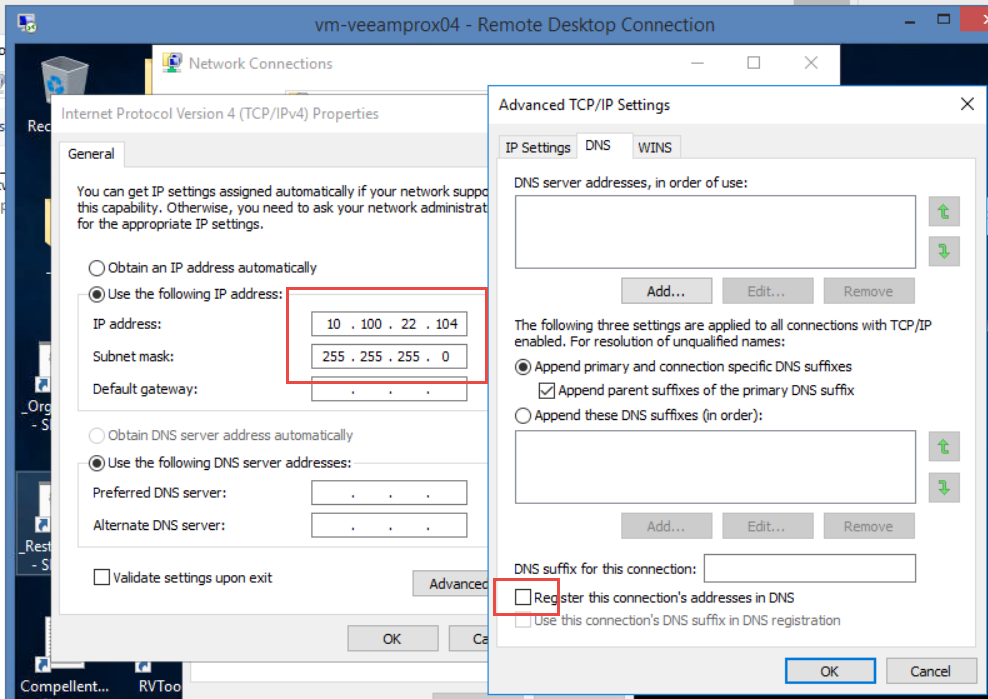 vm-veeamprox04 - Remote Desktop Connection
Network Connections
Internet Protocol Version 4 (TCP/IPv4) Properties
General
You can get IP settings assigned automatically if your network suppo
this capability. Otherwise, you need to ask your network administrat
for the appropriate IP settings.
Obtain an IP address automatically
Use the following IP address:
IP address:
10 . 100 . 22 . 104
Subnet mask:
255 . 255 . 255 . 0
Default gateway:
. . .
Obtain DNS server address automatically
Use the following DNS server addresses:
Preferred DNS server:
. . .
Alternate DNS server:
. . .
Validate settings upon exit
Advanced
OK
Ca
Advanced TCP/IP Settings
IP Settings
DNS
WINS
DNS server addresses, in order of use:
Add...
Edit...
Remove
The following three settings are applied to all connections with TCP/IP
enabled. For resolution of unqualified names:
Append primary and connection specific DNS suffixes
Append parent suffixes of the primary DNS suffix
Append these DNS suffixes (in order):
Add...
Edit...
Remove
DNS suffix for this connection:
Register this connection's addresses in DNS
Use this connection's DNS suffix in DNS registration
OK
Cancel
Rec
_Org
- S
_Rest
- S
Compellent...
RVToo